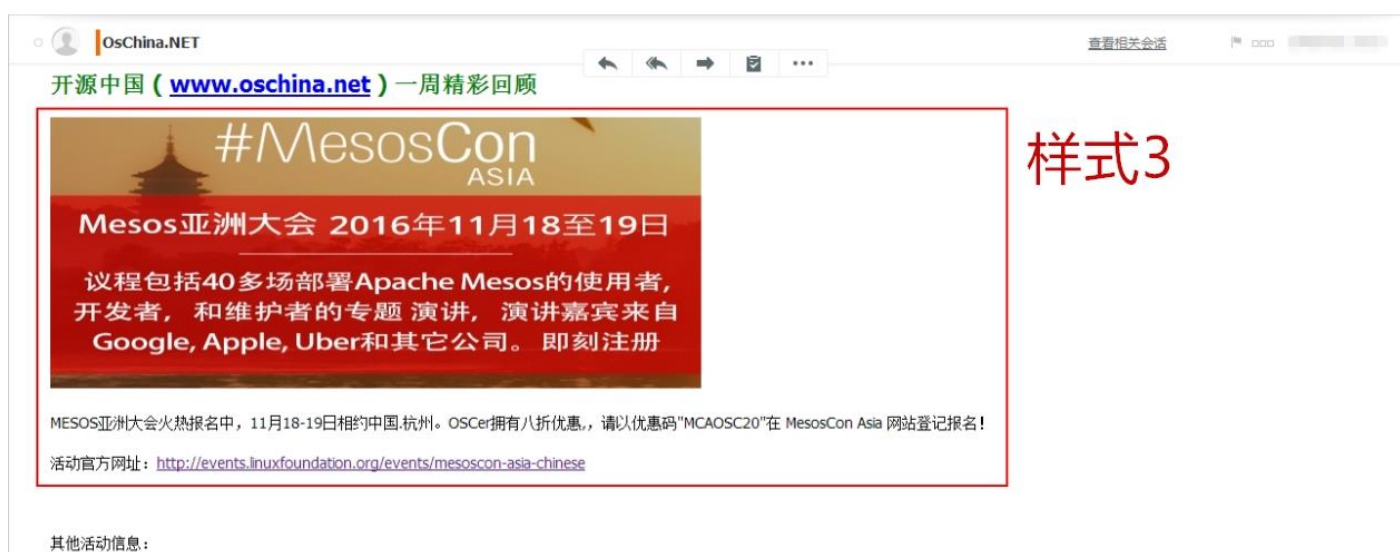 OsChina.NET
查看相关会话
开源中国（www.oschina.net）一周精彩回顾
#MesosCon
ASIA
样式3
Mesos亚洲大会 2016年11月18至19日
议程包括40多场部署Apache Mesos的使用者,
开发者, 和维护者的专题 演讲, 演讲嘉宾来自
Google, Apple, Uber和其它公司。即刻注册
MESOS亚洲大会火热报名中，11月18-19日相约中国.杭州。OSCer拥有八折优惠,，请以优惠码"MCAOSC20"在 MesosCon Asia 网站登记报名！
活动官方网址：http://events.linuxfoundation.org/events/mesoscon-asia-chinese
其他活动信息：